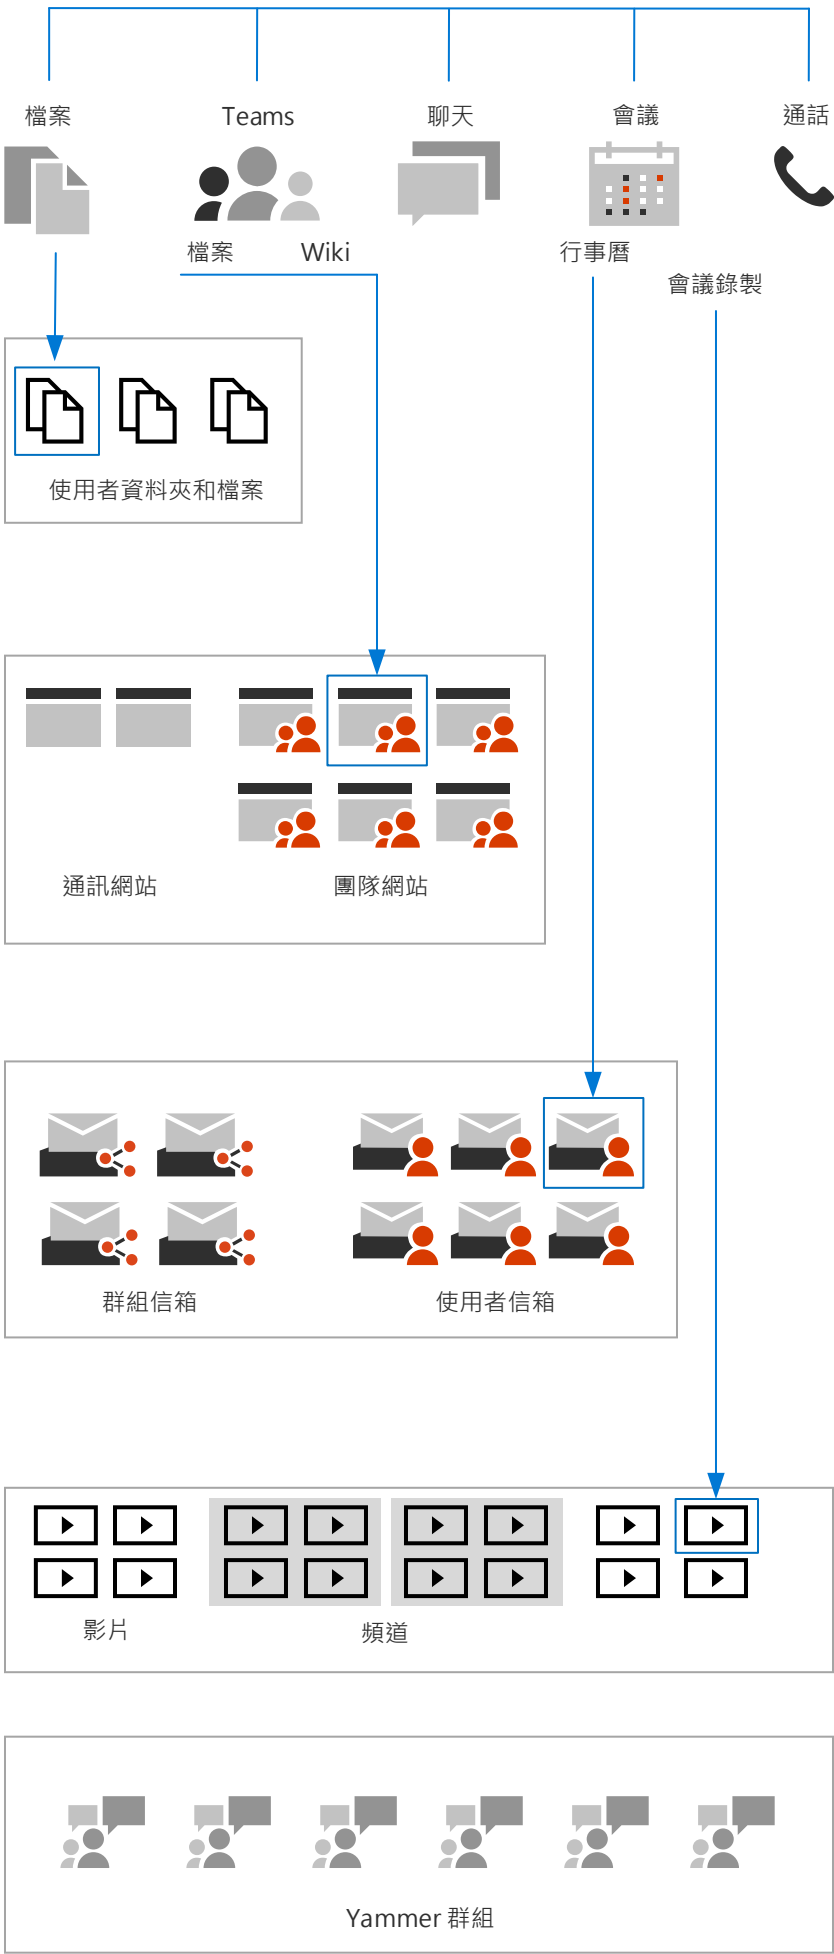 檔案
Teams
聊天
會議
通話
檔案
Wiki
行事曆
會議錄製
使用者資料夾和檔案
通訊網站
團隊網站
群組信箱
使用者信箱
影片
頻道
Yammer 群組